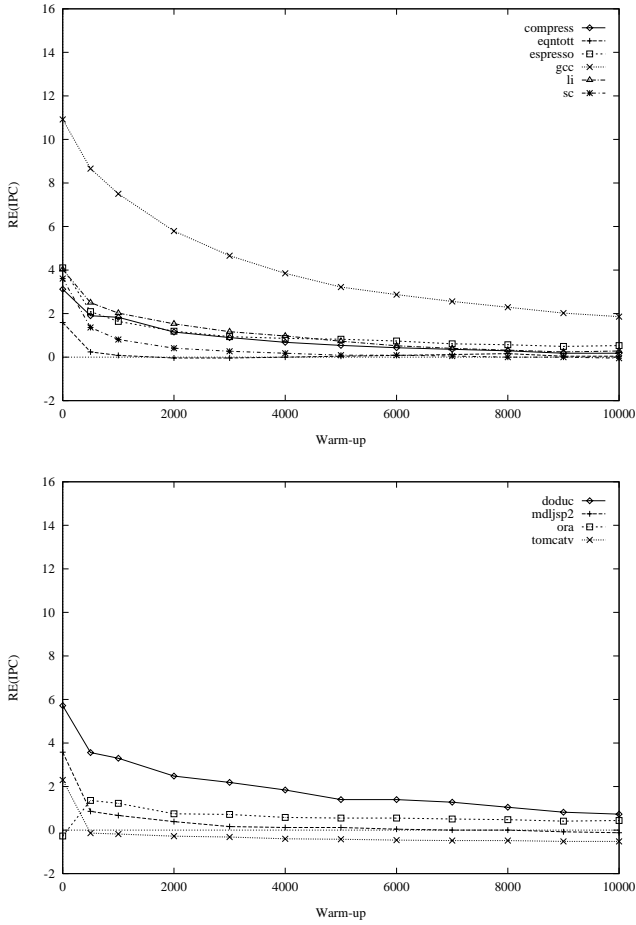 16
14
12
10
8
6
4
2
0
-2
RE(IPC)
compress
eqntott
espresso
gcc
li
sc
0 2000 4000 6000 8000 10000
Warm-up
16
14
12
10
8
6
4
2
0
-2
RE(IPC)
doduc
mdljsp2
ora
tomcatv
0 2000 4000 6000 8000 10000
Warm-up